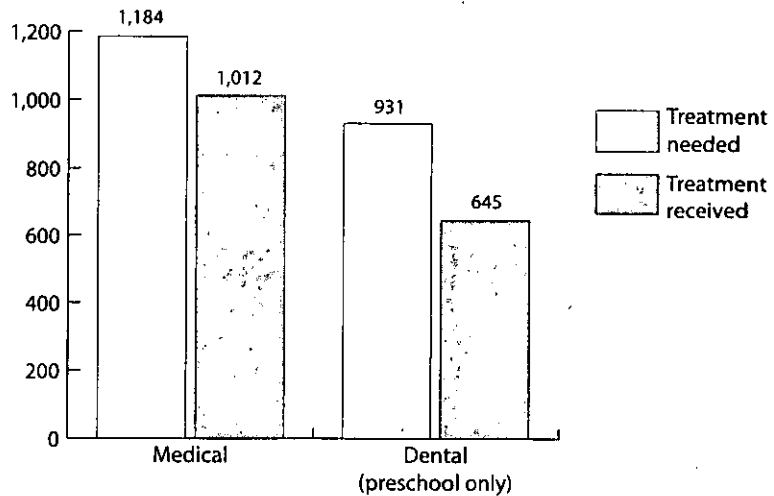 1,200
1,000
800
600
400
200
0
1,184
1,012
931
645
Medical
Dental
(preschool only)
Treatment
needed
Treatment
received